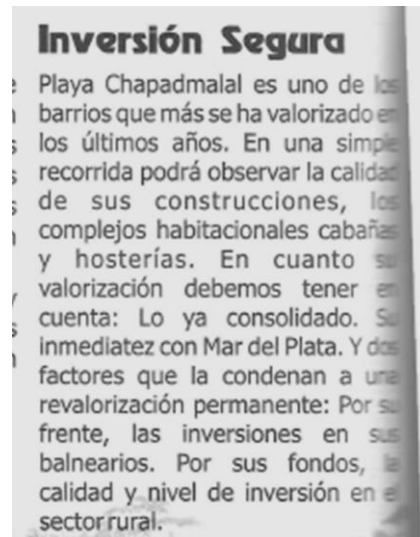 Inversión Segura
Playa Chapadmalal es uno de los
barrios que más se ha valorizado en
los últimos años. En una simple
recorrida podrá observar la calidad
de sus construcciones, los
complejos habitacionales cabañas
y hosterías. En cuanto su
valorización debemos tener en
cuenta: Lo ya consolidado. Su
inmediatez con Mar del Plata. Y dos
factores que la condenan a una
revalorización permanente: Por su
frente, las inversiones en sus
balnearios. Por sus fondos, la
calidad y nivel de inversión en el
sector rural.